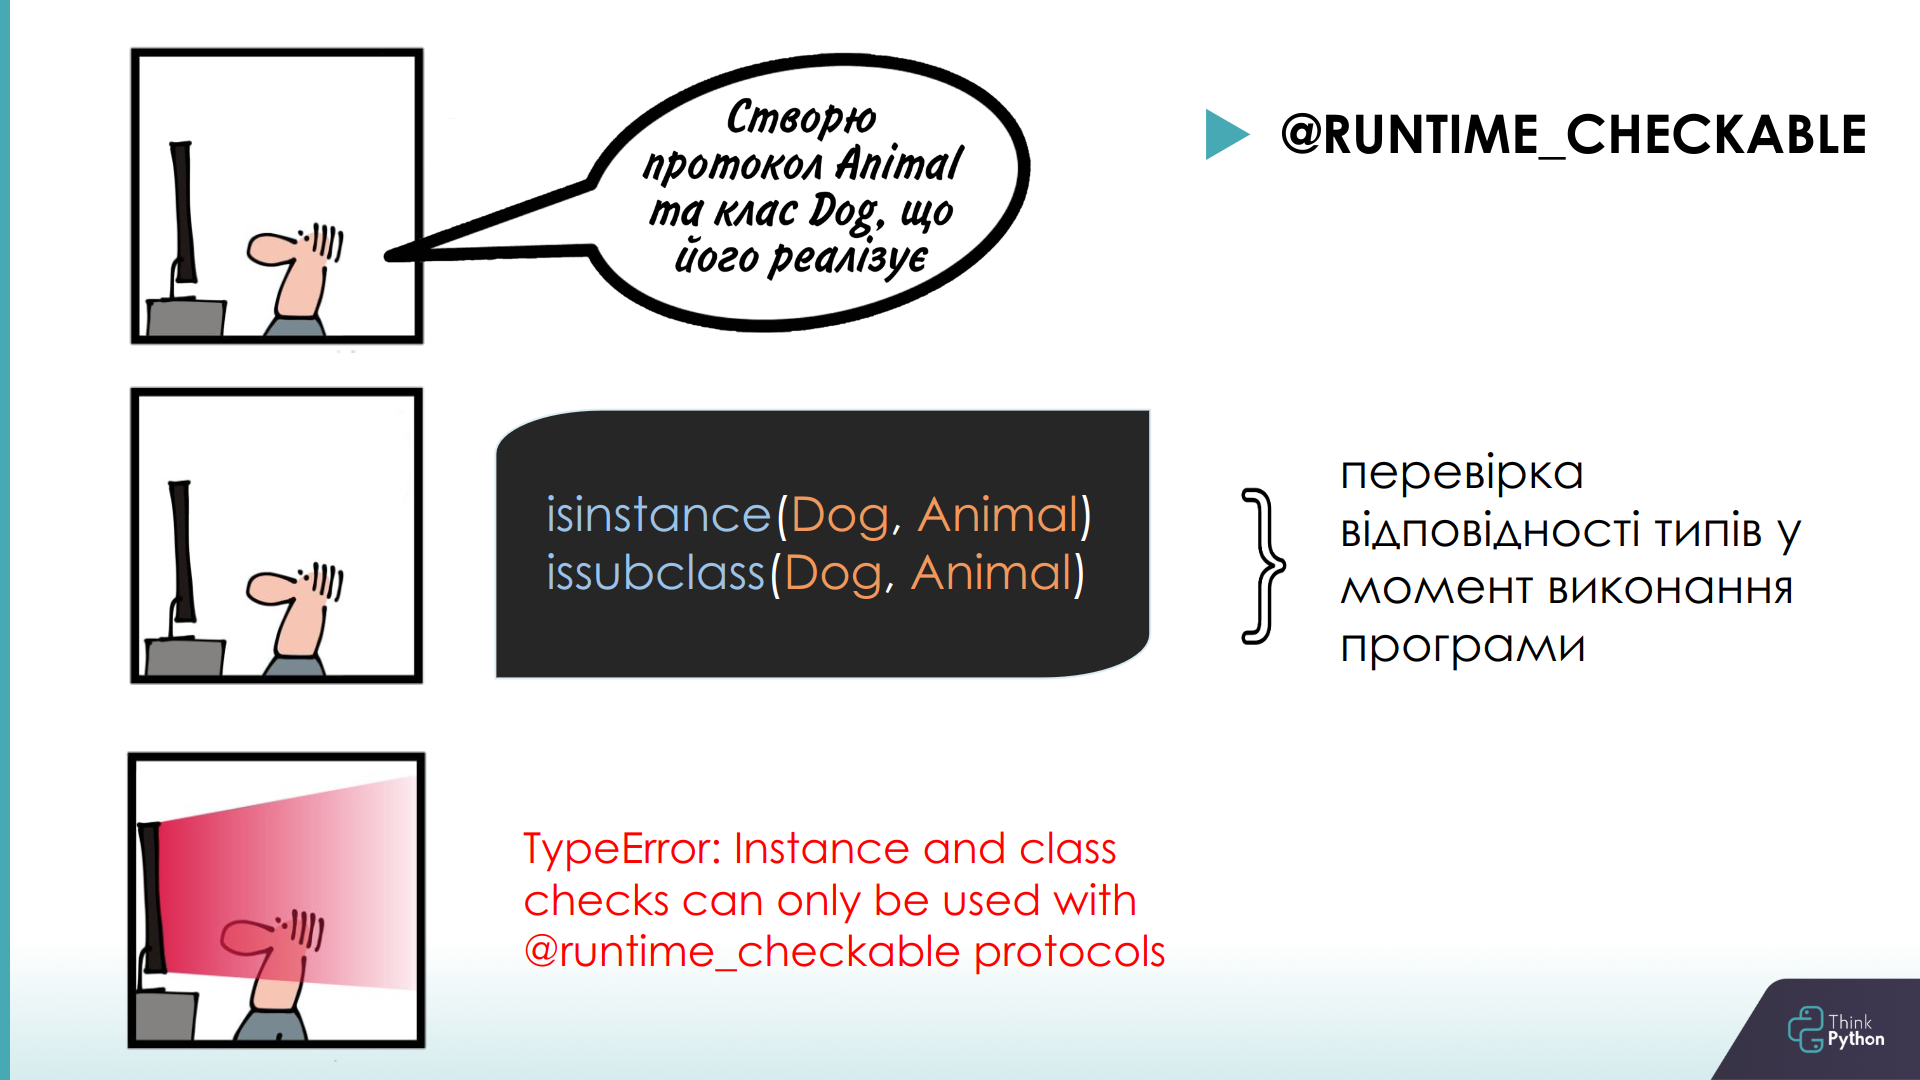 Створю
протокол Animal
та клас Dog, що
його реалізує
@RUNTIME_CHECKABLE
isinstance(Dog, Animal)
issubclass(Dog, Animal)
перевірка
відповідності типів у
момент виконання
програми
TypeError: Instance and class
checks can only be used with
@runtime_checkable protocols
Think
Python